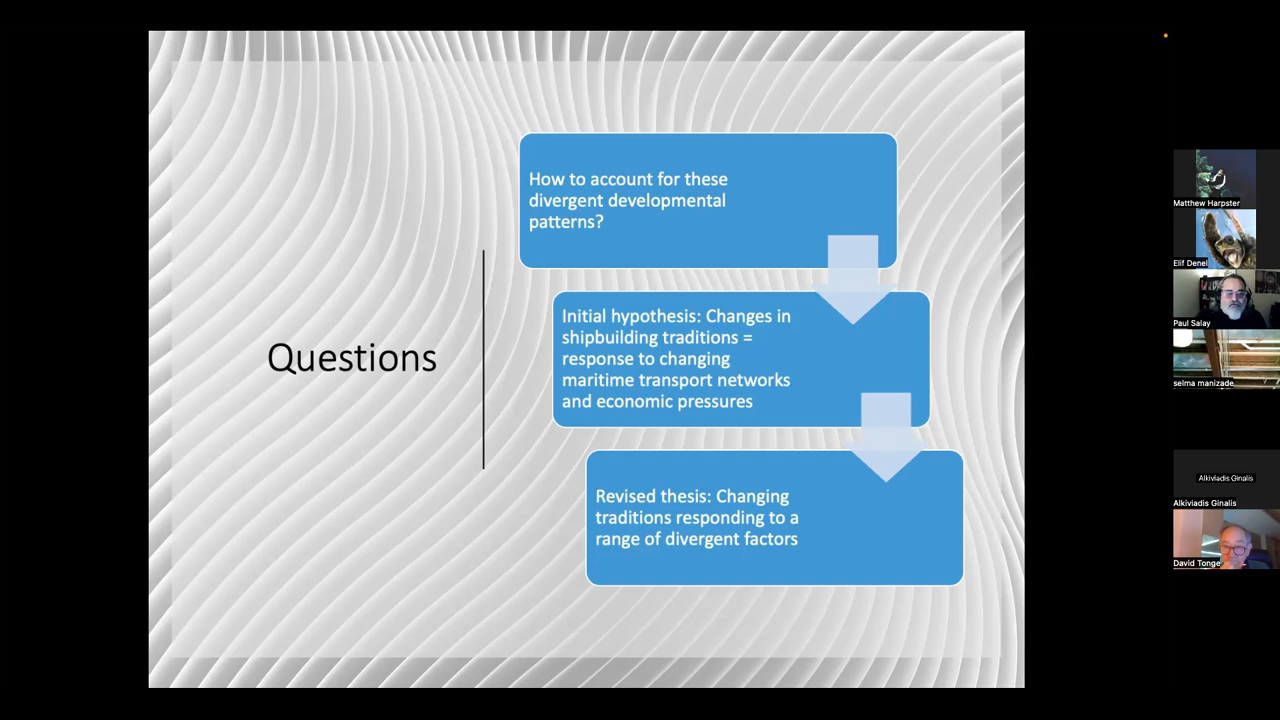 Questions
How to account for these
divergent developmental
patterns?
Initial hypothesis: Changes in
shipbuilding traditions =
response to changing
maritime transport networks
and economic pressures
Revised thesis: Changing
traditions responding to a
range of divergent factors
Matthew Harpster
Elif Denel
Paul Salay
selma manizade
Alkiviadis Ginalis
Alkiviadis Ginalis
David Tonge